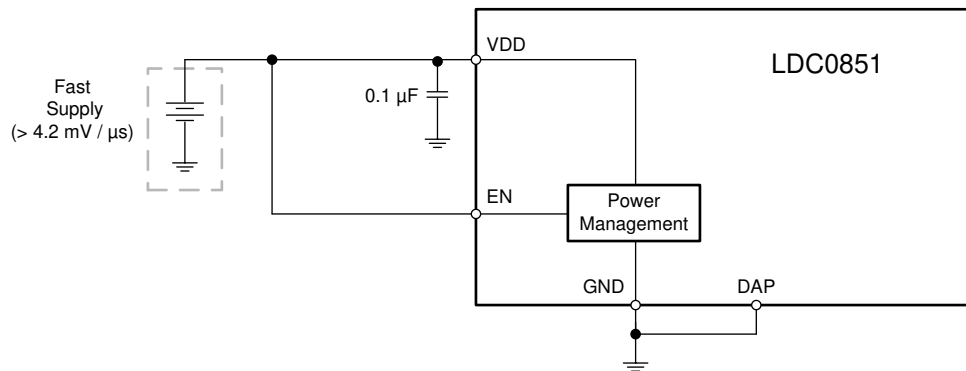 VDD
LDC0851
Fast
Supply
(> 4.2 mV / µs)
0.1 µF
EN
Power
Management
GND
DAP